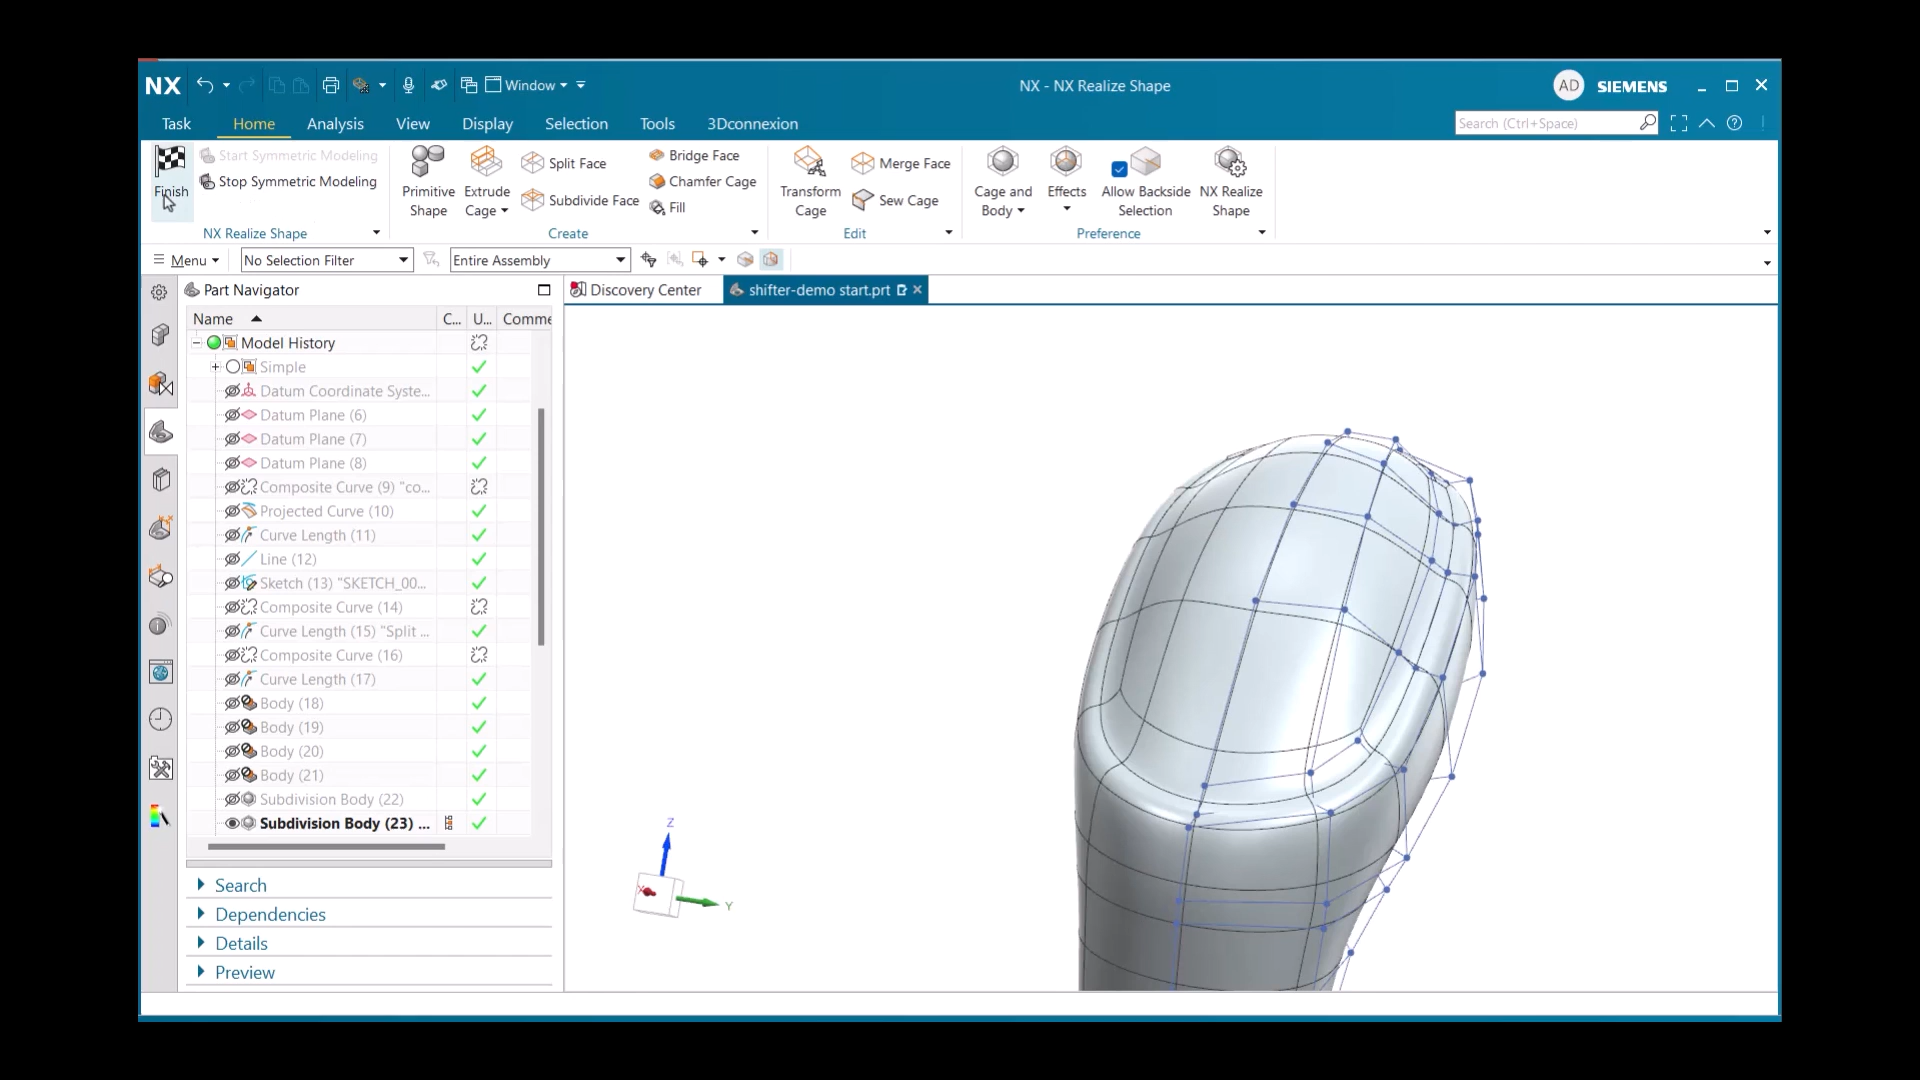 NX Window NX - NX Realize Shape AD SIEMENS
Task Home Analysis View Display Selection Tools 3Dconnexion Search (Ctrl+Space)
Finish
Start Symmetric Modeling
Stop Symmetric Modeling
NX Realize Shape
Primitive
Shape
Extrude
Cage
Split Face
Subdivide Face
Bridge Face
Chamfer Cage
Fill
Create
Transform
Cage
Merge Face
Sew Cage
Edit
Cage and
Body
Effects
Allow Backside
Selection
NX Realize
Shape
Preference
Menu No Selection Filter Entire Assembly
Part Navigator
Discovery Center shifter-demo start.prt
Name C... U... Comme
Model History
Simple
Datum Coordinate Syste...
Datum Plane (6)
Datum Plane (7)
Datum Plane (8)
Composite Curve (9) "co...
Projected Curve (10)
Curve Length (11)
Line (12)
Sketch (13) "SKETCH_00...
Composite Curve (14)
Curve Length (15) "Split ...
Composite Curve (16)
Curve Length (17)
Body (18)
Body (19)
Body (20)
Body (21)
Subdivision Body (22)
Subdivision Body (23) ...
Search
Dependencies
Details
Preview
Z
X
Y